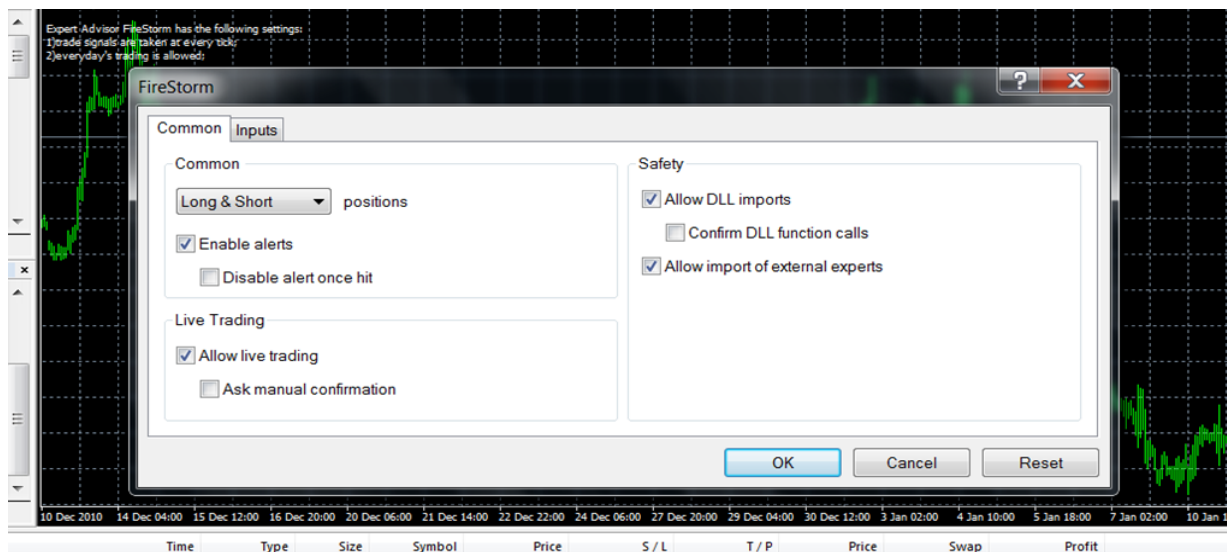 Expert Advisor FireStorm has the following settings:
1)trade signals are taken at every tick;
2)everyday's trading is allowed;
FireStorm
Common
Inputs
Common
Long & Short
positions
Enable alerts
Disable alert once hit
Live Trading
Allow live trading
Ask manual confirmation
Safety
Allow DLL imports
Confirm DLL function calls
Allow import of external experts
OK
Cancel
Reset
10 Dec 2010 14 Dec 04:00 15 Dec 12:00 16 Dec 20:00 20 Dec 06:00 21 Dec 14:00 22 Dec 22:00 24 Dec 06:00 27 Dec 20:00 29 Dec 04:00 30 Dec 12:00 3 Jan 02:00 4 Jan 10:00 5 Jan 18:00 7 Jan 02:00 10 Jan 1
Time Type Size Symbol Price S / L T / P Price Swap Profit